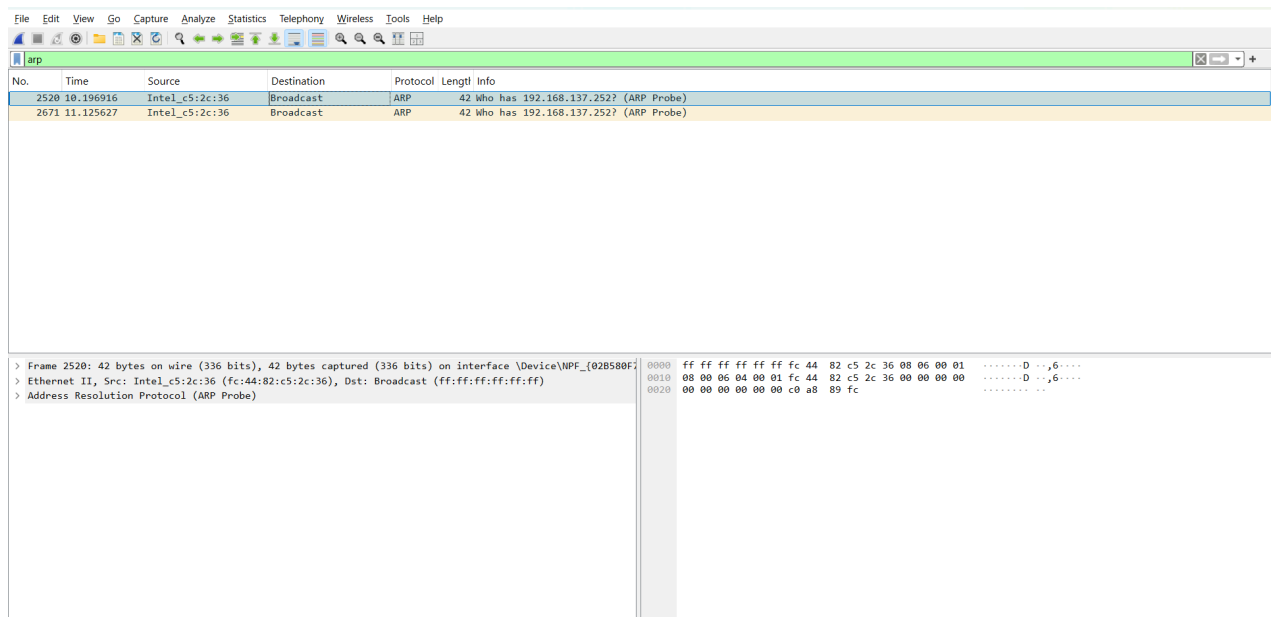 File Edit View Go Capture Analyze Statistics Telephony Wireless Tools Help
arp
No. Time Source Destination Protocol Lengtl Info
2520 10.196916 Intel_c5:2c:36 Broadcast ARP 42 Who has 192.168.137.252? (ARP Probe)
2671 11.125627 Intel_c5:2c:36 Broadcast ARP 42 Who has 192.168.137.252? (ARP Probe)
> Frame 2520: 42 bytes on wire (336 bits), 42 bytes captured (336 bits) on interface \Device\NPF_{02B580F7
> Ethernet II, Src: Intel_c5:2c:36 (fc:44:82:c5:2c:36), Dst: Broadcast (ff:ff:ff:ff:ff:ff)
> Address Resolution Protocol (ARP Probe)
0000 ff ff ff ff ff ff fc 44 82 c5 2c 36 08 06 00 01 ·······D ··,6····
0010 08 00 06 04 00 01 fc 44 82 c5 2c 36 00 00 00 00 ·······D ··,6····
0020 00 00 00 00 00 00 c0 a8 89 fc ········ ··